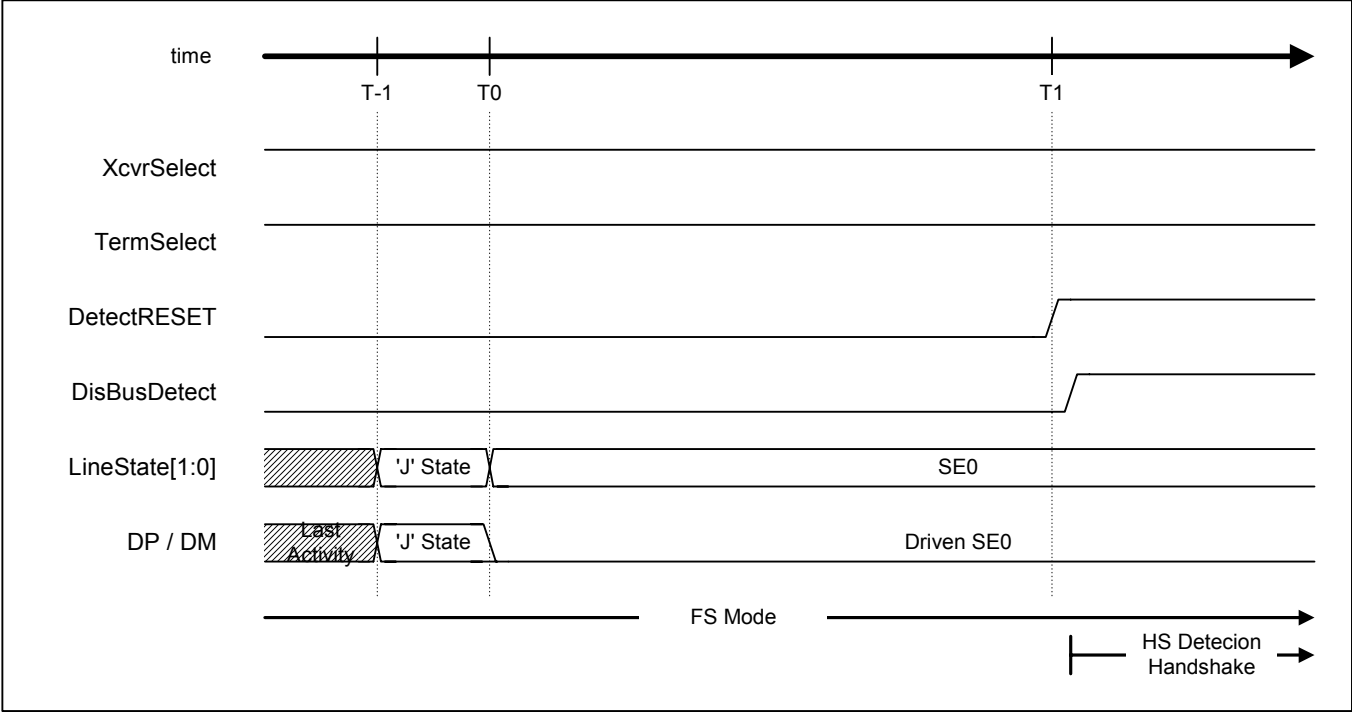 time
T-1 T0 T1
XcvrSelect
TermSelect
DetectRESET
DisBusDetect
LineState[1:0] 'J' State SE0
DP / DM Last Activity 'J' State Driven SE0
FS Mode
HS Detecion
Handshake